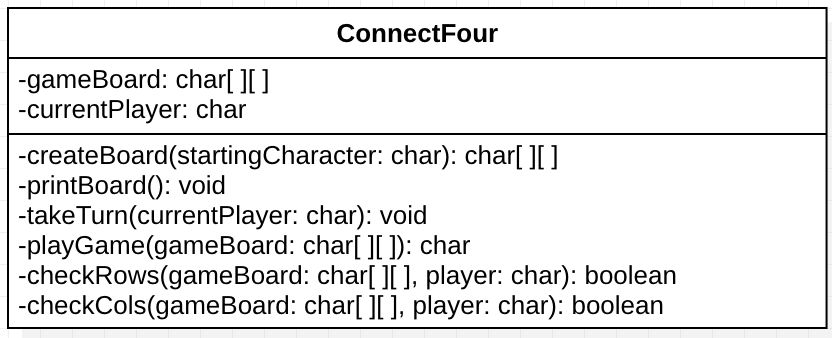 ConnectFour
-gameBoard: char[ ][ ]
-currentPlayer: char
-createBoard(startingCharacter: char): char[ ][ ]
-printBoard(): void
-takeTurn(currentPlayer: char): void
-playGame(gameBoard: char[ ][ ]): char
-checkRows(gameBoard: char[ ][ ], player: char): boolean
-checkCols(gameBoard: char[ ][ ], player: char): boolean